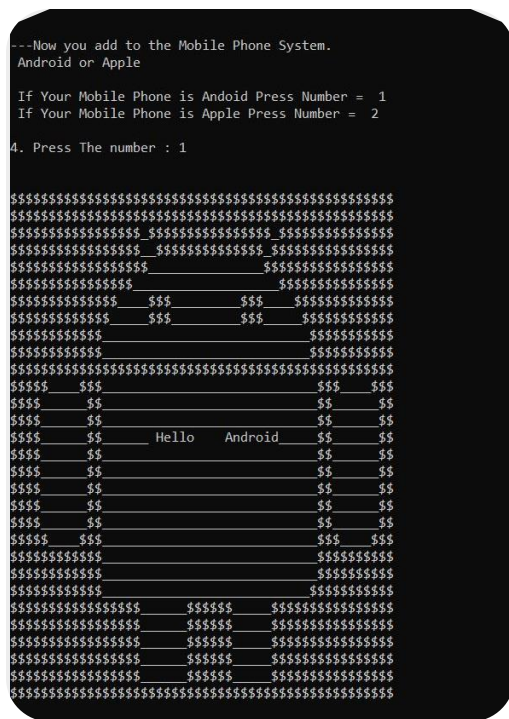 ---Now you add to the Mobile Phone System.
Android or Apple
If Your Mobile Phone is Andoid Press Number = 1
If Your Mobile Phone is Apple Press Number = 2
4. Press The number : 1
Hello Android